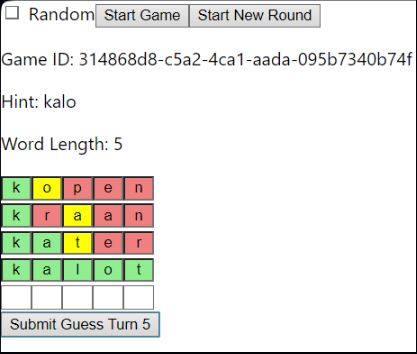 Random Start Game Start New Round
Game ID: 314868d8-c5a2-4ca1-aada-095b7340b74f
Hint: kalo
Word Length: 5
k o p e n
k r a a n
k a t e r
k a l o t
Submit Guess Turn 5